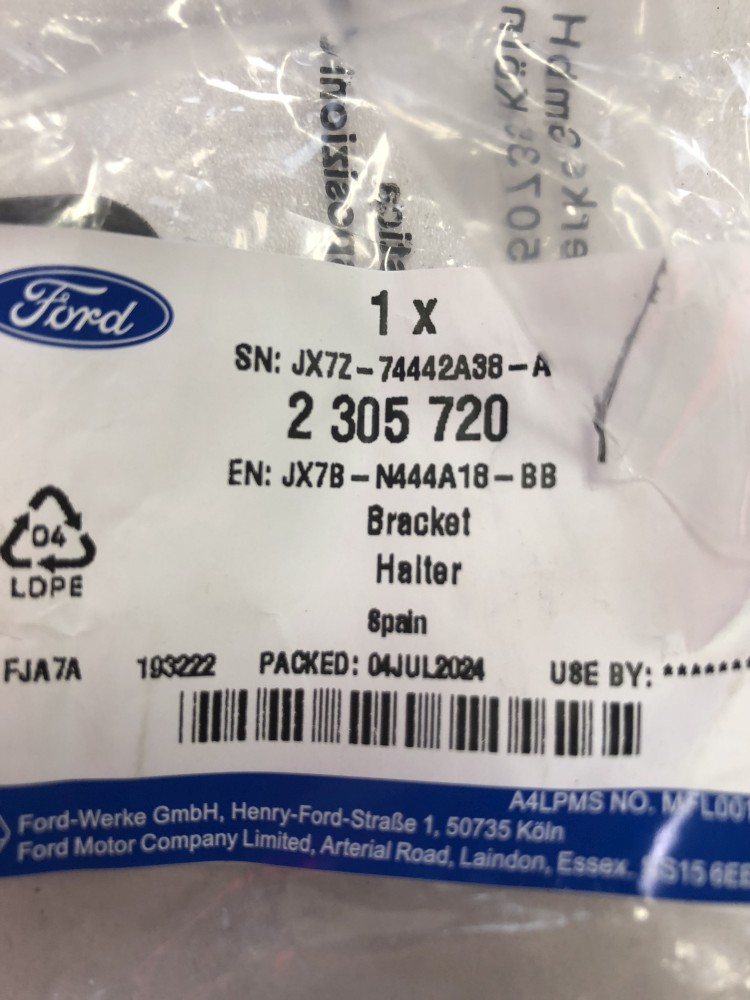 Ford
1 x
SN: JX7Z-74442A38-A
2 305 720
EN: JX7B-N444A18-BB
Bracket
Halter
Spain
04
LDPE
FJA7A 193222 PACKED: 04JUL2024 USE BY: *******
A4LPMS NO.
Ford-Werke GmbH, Henry-Ford-Straße 1, 50735 Köln
Ford Motor Company Limited, Arterial Road, Laindon, Essex. SS15 6EE